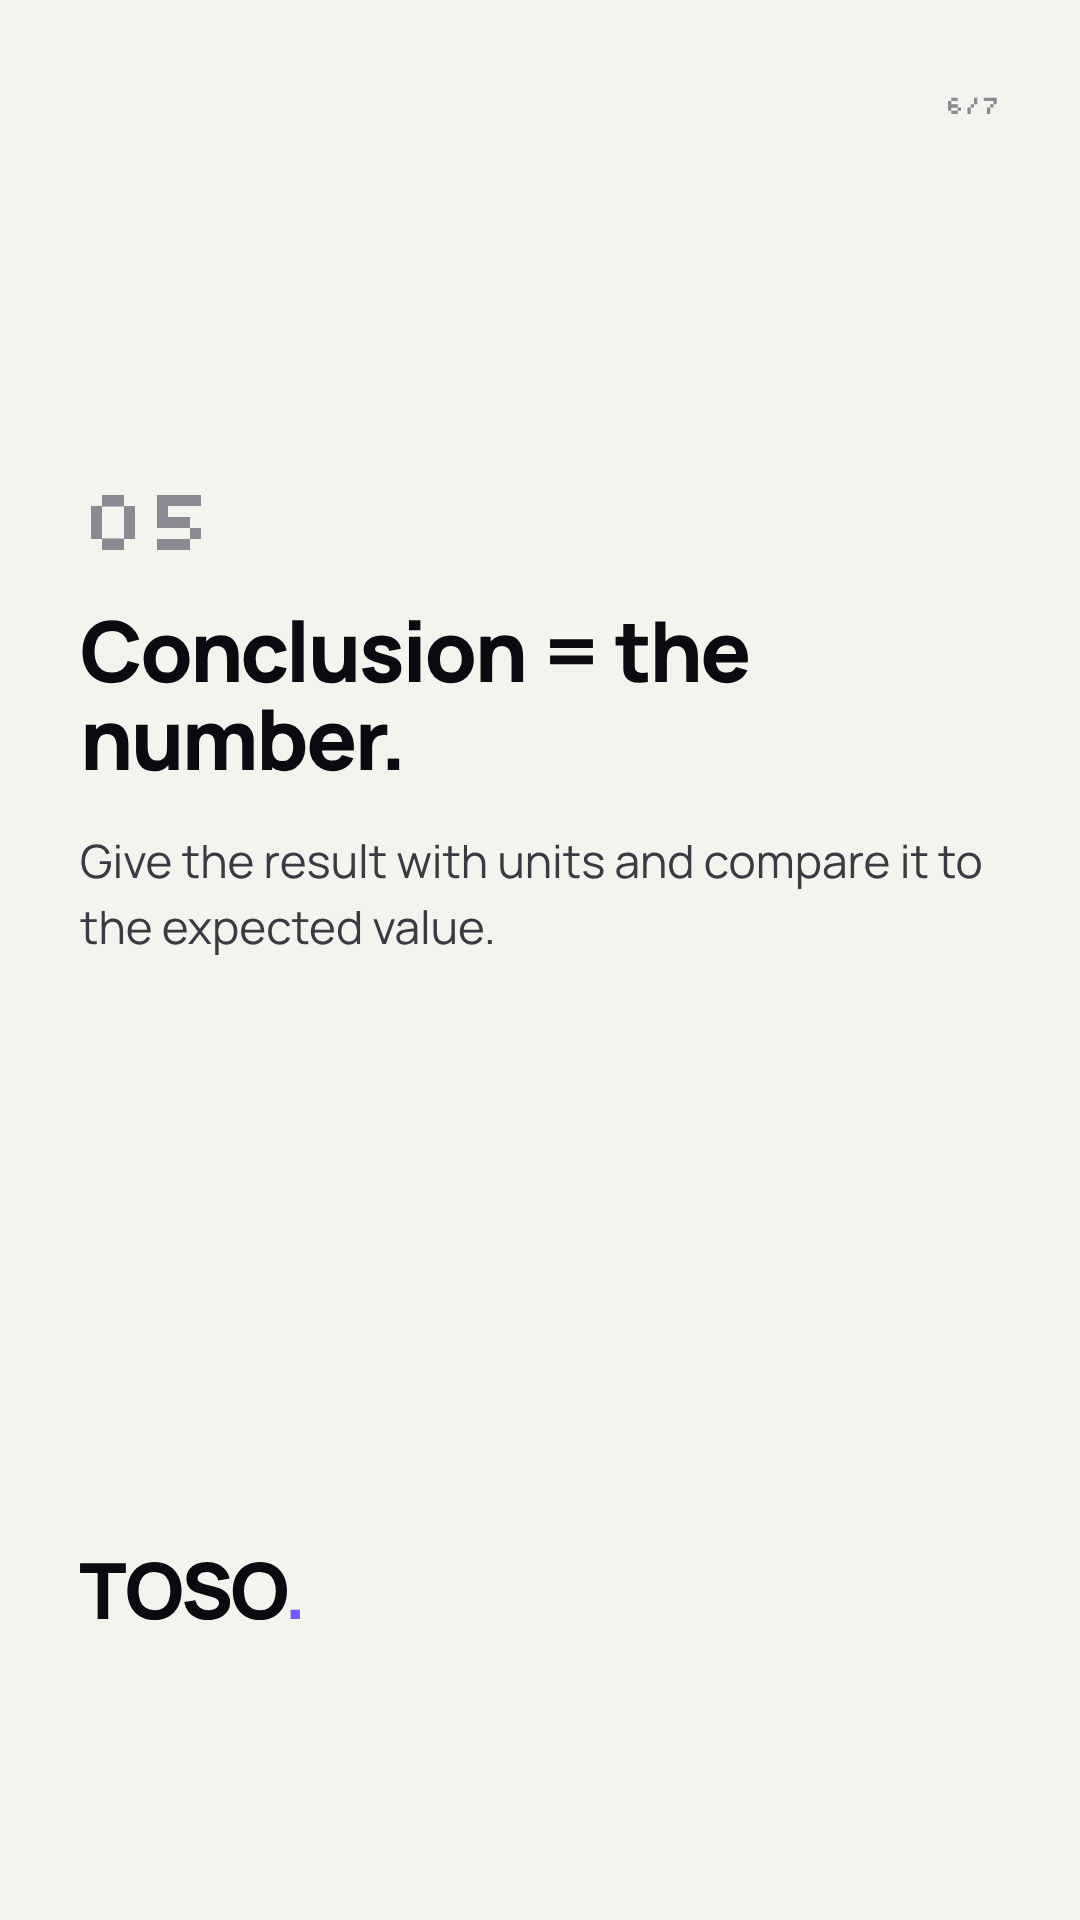 6/7
05
Conclusion = the
number.
Give the result with units and compare it to
the expected value.
TOSO.